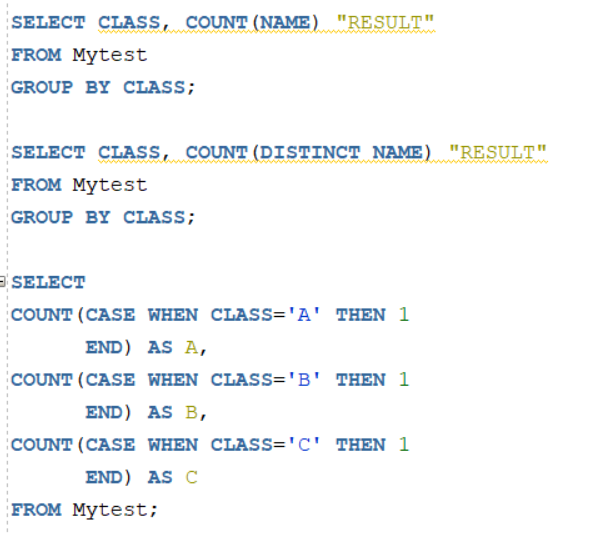 SELECT CLASS, COUNT(NAME) "RESULT"
FROM Mytest
GROUP BY CLASS;

SELECT CLASS, COUNT(DISTINCT NAME) "RESULT"
FROM Mytest
GROUP BY CLASS;

SELECT
COUNT(CASE WHEN CLASS='A' THEN 1
      END) AS A,
COUNT(CASE WHEN CLASS='B' THEN 1
      END) AS B,
COUNT(CASE WHEN CLASS='C' THEN 1
      END) AS C
FROM Mytest;